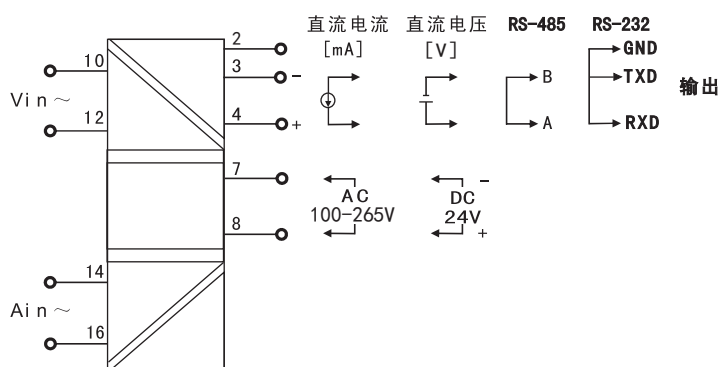 直流电流 直流电压 RS-485 RS-232
[mA] [V]
2
GND
10
3 − B TXD 输出
Vin～
12
4 + A RXD
7 −
AC DC
100-265V 24V
8 +
14
Ain～
16